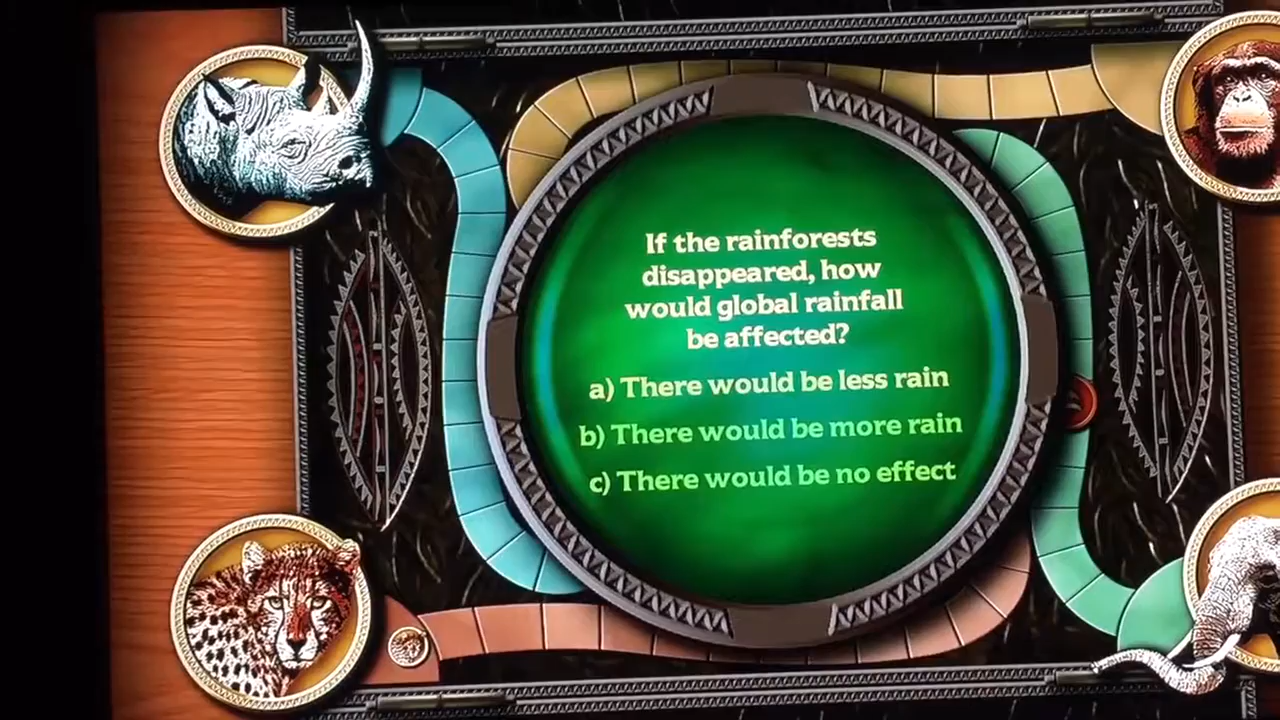 If the rainforests
disappeared, how
would global rainfall
be affected?
a) There would be less rain
b) There would be more rain
c) There would be no effect